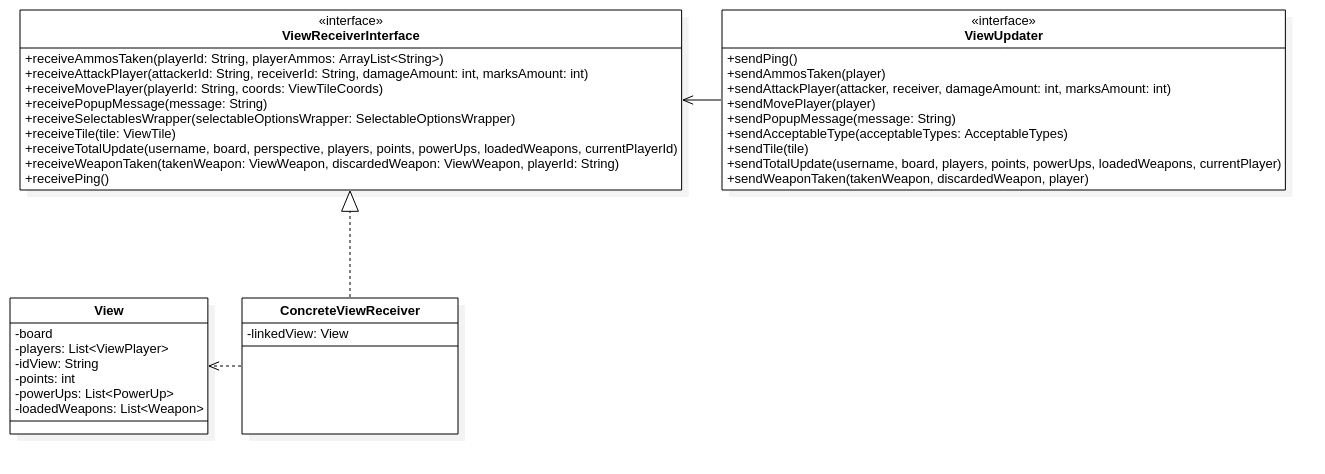 «interface»
ViewReceiverInterface
+receiveAmmosTaken(playerId: String, playerAmmos: ArrayList<String>)
+receiveAttackPlayer(attackerId: String, receiverId: String, damageAmount: int, marksAmount: int)
+receiveMovePlayer(playerId: String, coords: ViewTileCoords)
+receivePopupMessage(message: String)
+receiveSelectablesWrapper(selectableOptionsWrapper: SelectableOptionsWrapper)
+receiveTile(tile: ViewTile)
+receiveTotalUpdate(username, board, perspective, players, points, powerUps, loadedWeapons, currentPlayerId)
+receiveWeaponTaken(takenWeapon: ViewWeapon, discardedWeapon: ViewWeapon, playerId: String)
+receivePing()
«interface»
ViewUpdater
+sendPing()
+sendAmmosTaken(player)
+sendAttackPlayer(attacker, receiver, damageAmount: int, marksAmount: int)
+sendMovePlayer(player)
+sendPopupMessage(message: String)
+sendAcceptableType(acceptableTypes: AcceptableTypes)
+sendTile(tile)
+sendTotalUpdate(username, board, players, points, powerUps, loadedWeapons, currentPlayer)
+sendWeaponTaken(takenWeapon, discardedWeapon, player)
View
-board
-players: List<ViewPlayer>
-idView: String
-points: int
-powerUps: List<PowerUp>
-loadedWeapons: List<Weapon>
ConcreteViewReceiver
-linkedView: View